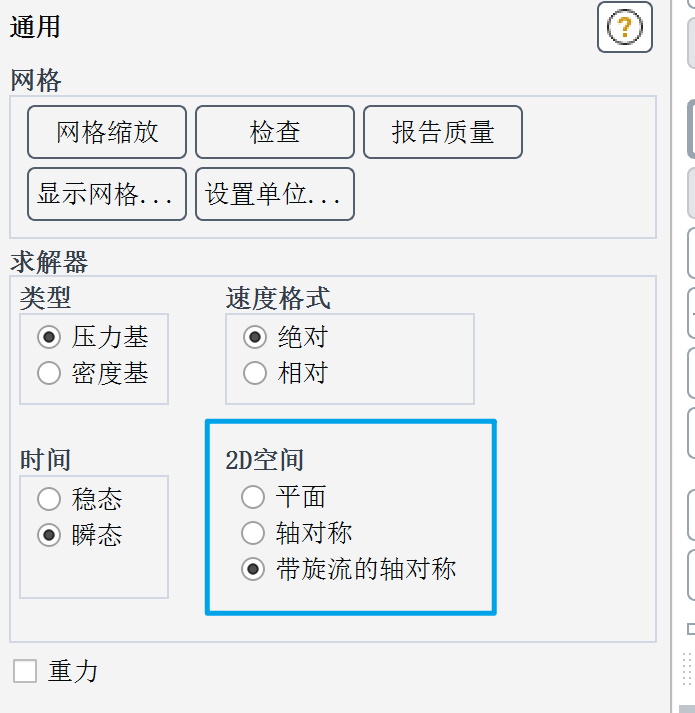 通用
?
网格
网格缩放 检查 报告质量
显示网格... 设置单位...
求解器
类型 速度格式
压力基 绝对
密度基 相对
时间 2D空间
稳态 平面
瞬态 轴对称
带旋流的轴对称
重力